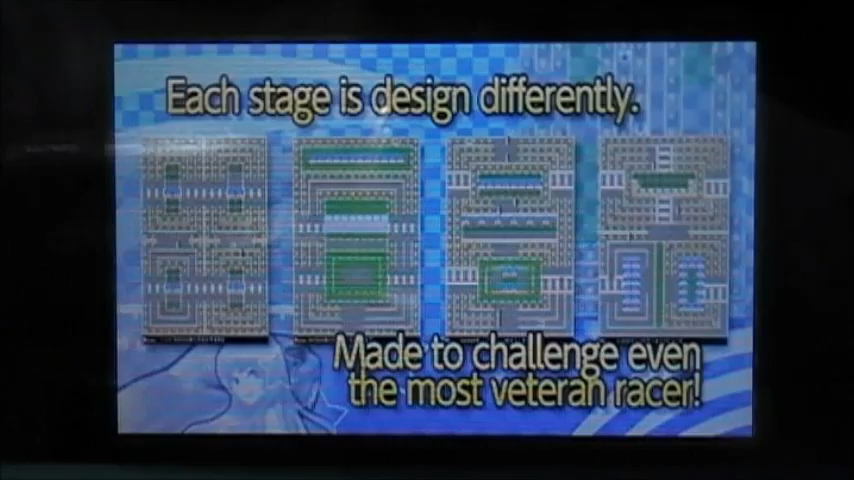 Each stage is design differently.
Made to challenge even
the most veteran racer!